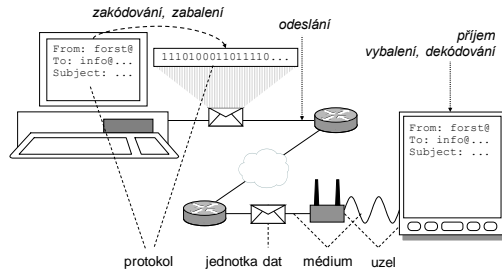 zakódování, zabalení
odeslání
příjem
vybalení, dekódování
From: forst@
To: info@...
Subject: ...
1110100011011110...
From: forst@
To: info@...
Subject: ...
protokol
jednotka dat
médium
uzel